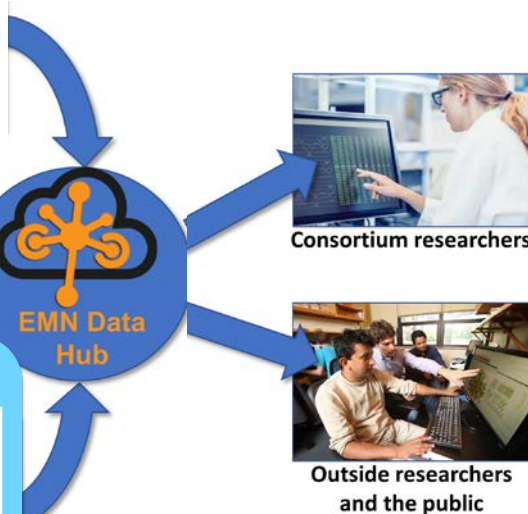 Consortium researchers
EMN Data
Hub
Outside researchers
and the public